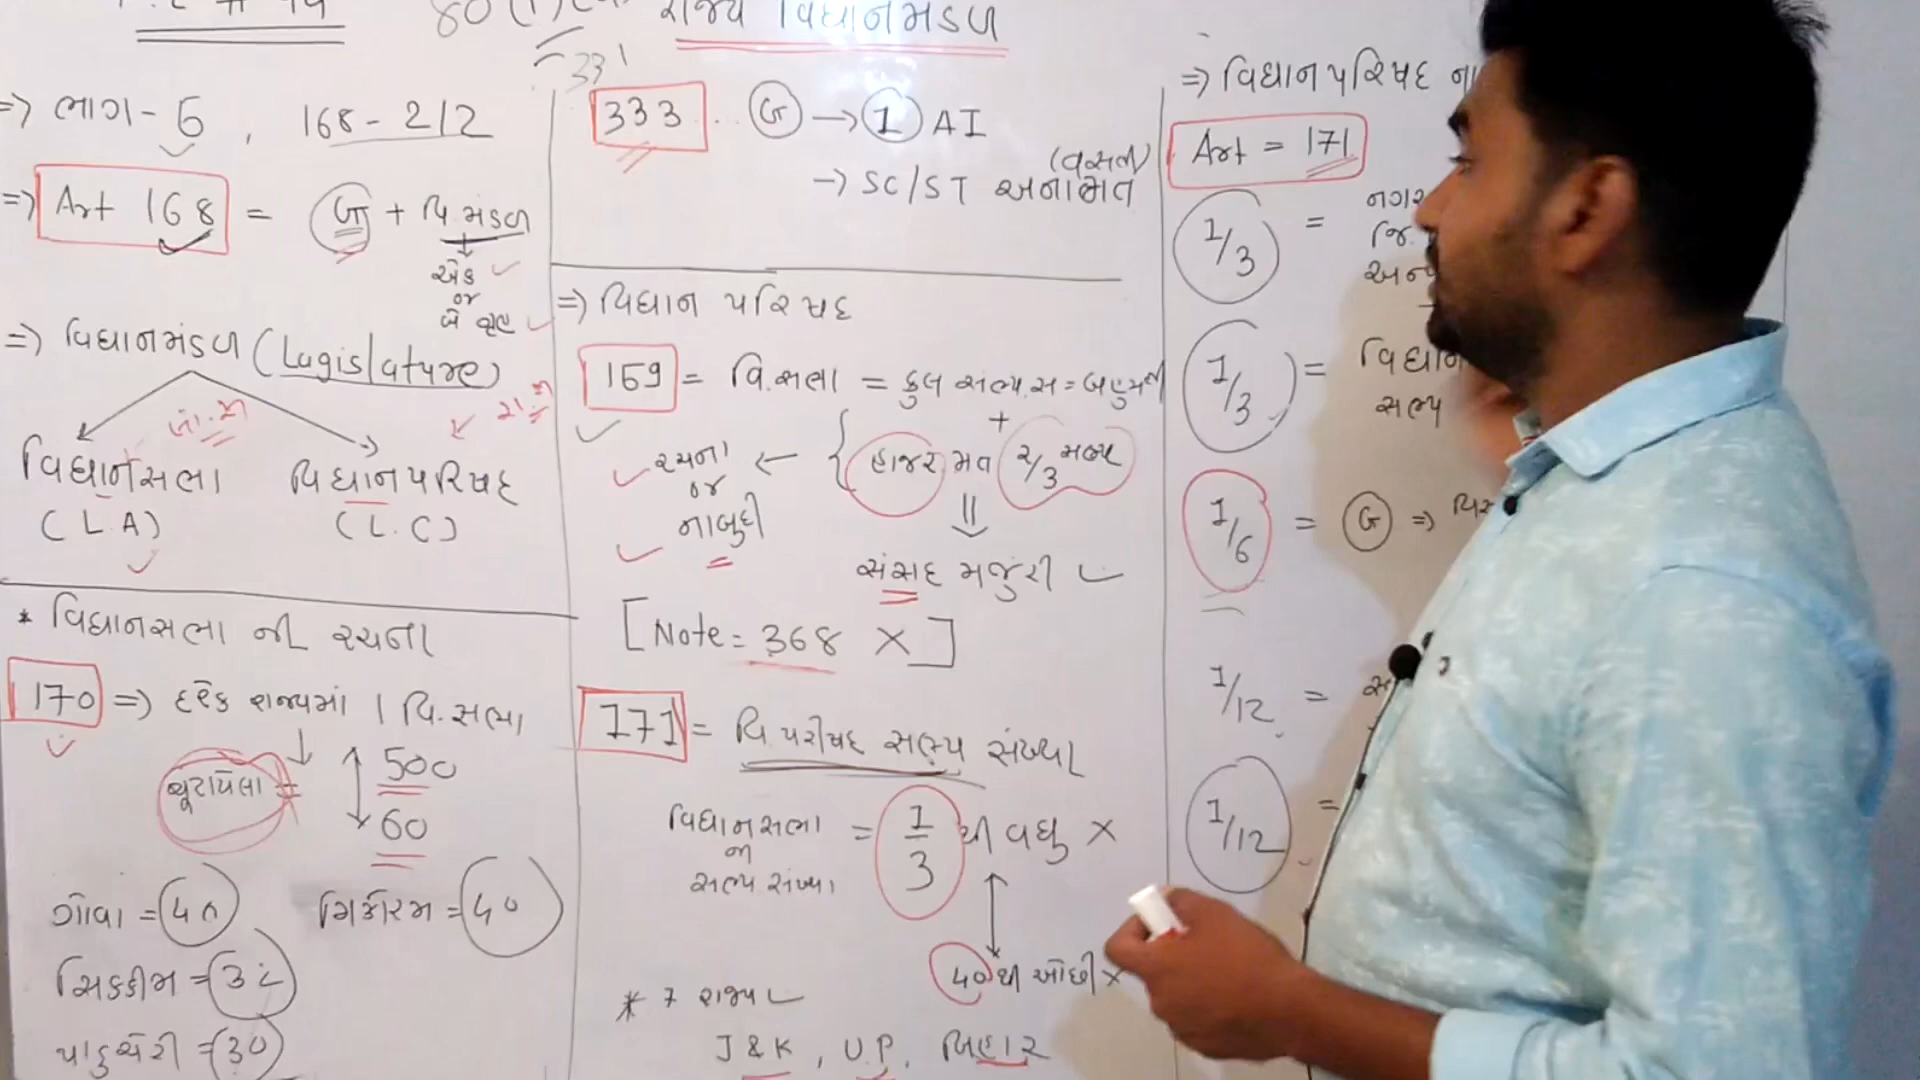 રાજ્ય વિધાનમંડળ
=> ભાગ - 6, 168 - 212
=> Art 168 = G + વિ.મંડળ
એક
or
બે ગૃહ
=> વિધાનમંડળ (Lagislature)
વિધાનસભા વિધાનપરિષદ
(L.A) (L.C)
* વિધાનસભા ની રચના
170 => દરેક રાજ્યમાં 1 વિ.સભા
ચૂંટાયેલા = 500
60
ગોવા = 40 મિઝોરમ = 40
સિક્કીમ = 32
પાંડુચેરી = 30
331
333 G -> 1 AI
-> SC/ST અનામત
=> વિધાન પરિષદ
169 = વિ.સભા = કુલ સભ્ય.સ = બહુમતી
+
રચના <- { હાજર મત 2/3
or
નાબુદી
સંસદ મંજુરી
[Note = 368 X]
171 = વિ.પરીષદ સભ્ય સંખ્યા
વિધાનસભા = 1/3 થી વધુ X
ના
સભ્ય સંખ્યા
40 થી ઓછી X
* 7 રાજ્ય
J & K, U.P, બિહાર
=> વિધાન પરિષદ ના
Art = 171
1/3 =
1/3 =
સભ્ય
1/6 = G =>
1/12 =
1/12 =